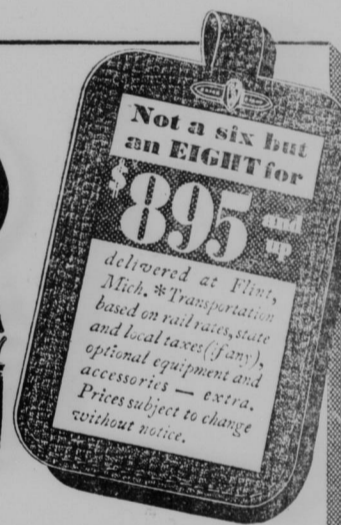 Not a six but
an EIGHT for
$895 and up
delivered at Flint,
Mich. *Transportation
based on rail rates, state
and local taxes (if any),
optional equipment and
accessories — extra.
Prices subject to change
without notice.